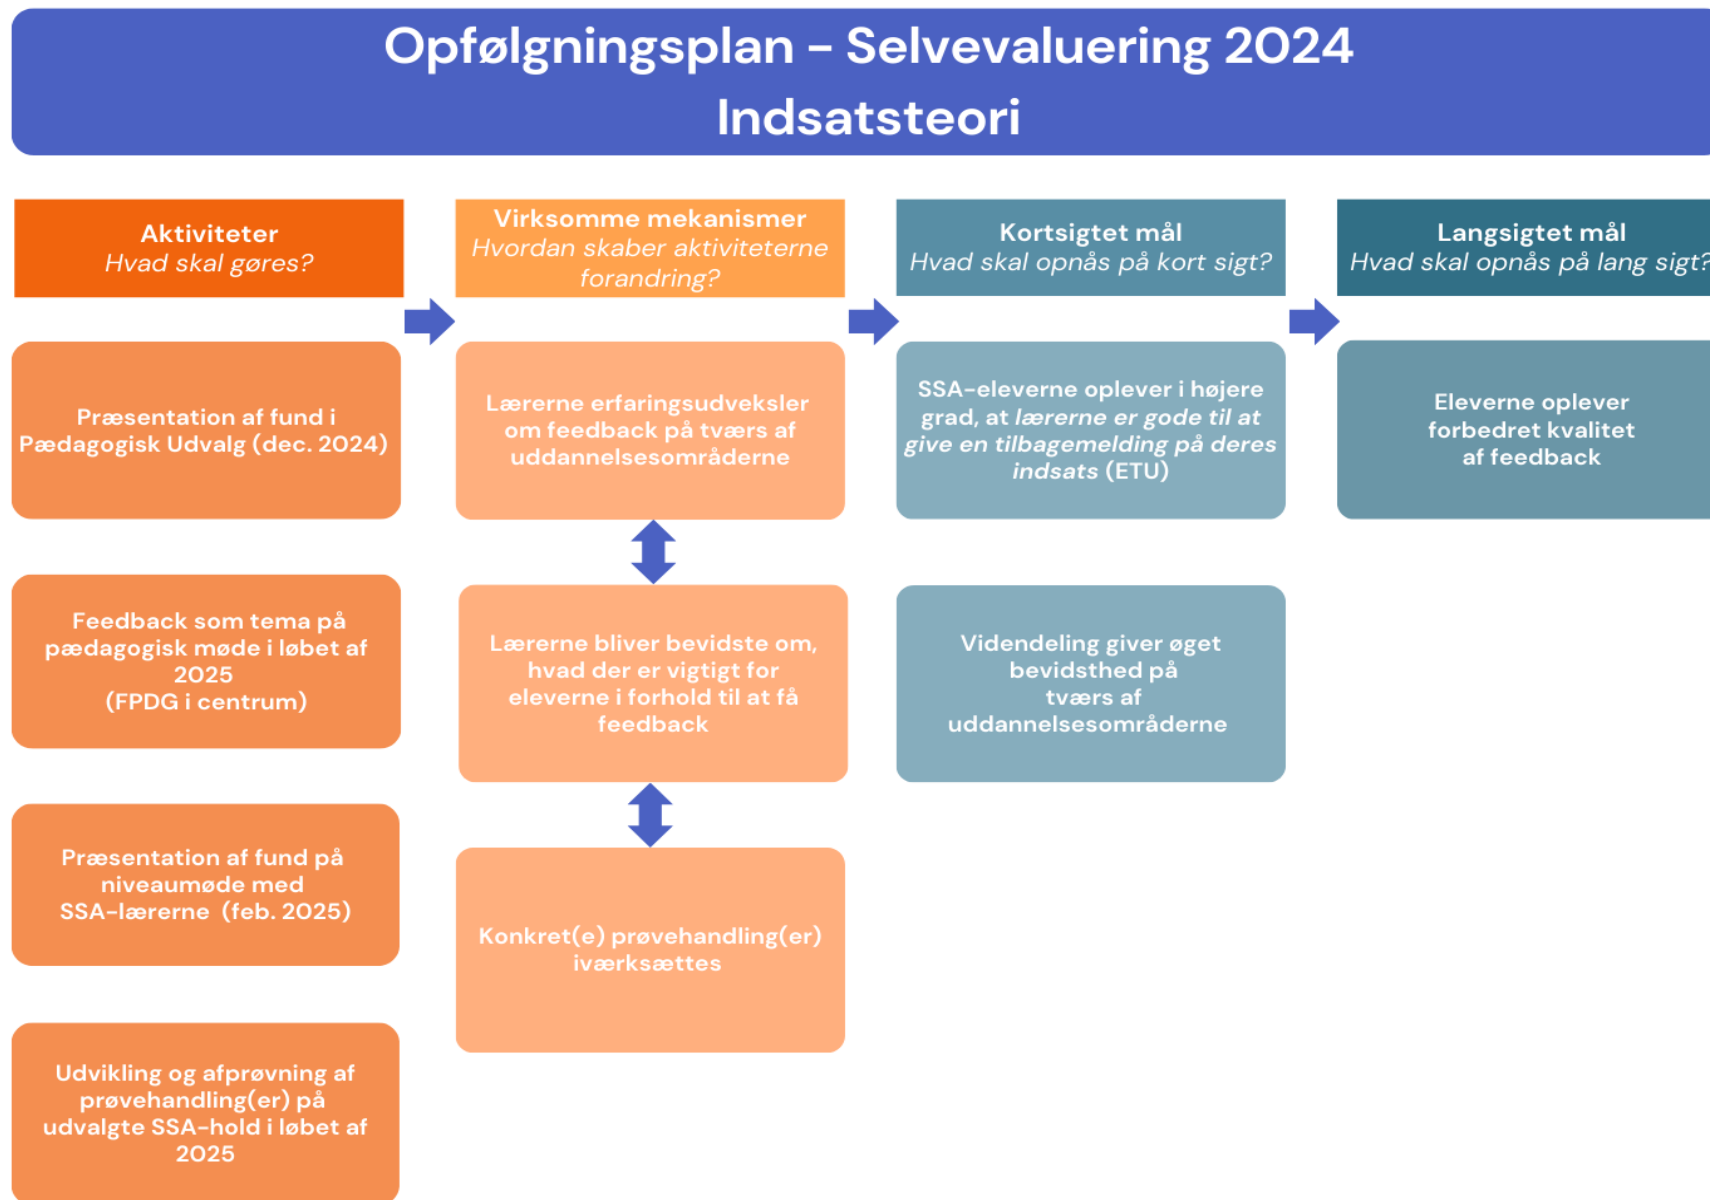 Opfølgningsplan – Selvevaluering 2024
Indsatsteori
Aktiviteter
Hvad skal gøres?
Præsentation af fund i
Pædagogisk Udvalg (dec. 2024)
Feedback som tema på
pædagogisk møde i løbet af
2025
(FPDG i centrum)
Præsentation af fund på
niveaumøde med
SSA-lærerne (feb. 2025)
Udvikling og afprøvning af
prøvehandling(er) på
udvalgte SSA-hold i løbet af
2025
Virksomme mekanismer
Hvordan skaber aktiviteterne
forandring?
Lærerne erfaringsudveksler
om feedback på tværs af
uddannelsesområderne
Lærerne bliver bevidste om,
hvad der er vigtigt for
eleverne i forhold til at få
feedback
Konkret(e) prøvehandling(er)
iværksættes
Kortsigtet mål
Hvad skal opnås på kort sigt?
SSA-eleverne oplever i højere
grad, at lærerne er gode til at
give en tilbagemelding på deres
indsats (ETU)
Videndeling giver øget
bevidsthed på
tværs af
uddannelsesområderne
Langsigtet mål
Hvad skal opnås på lang sigt?
Eleverne oplever
forbedret kvalitet
af feedback